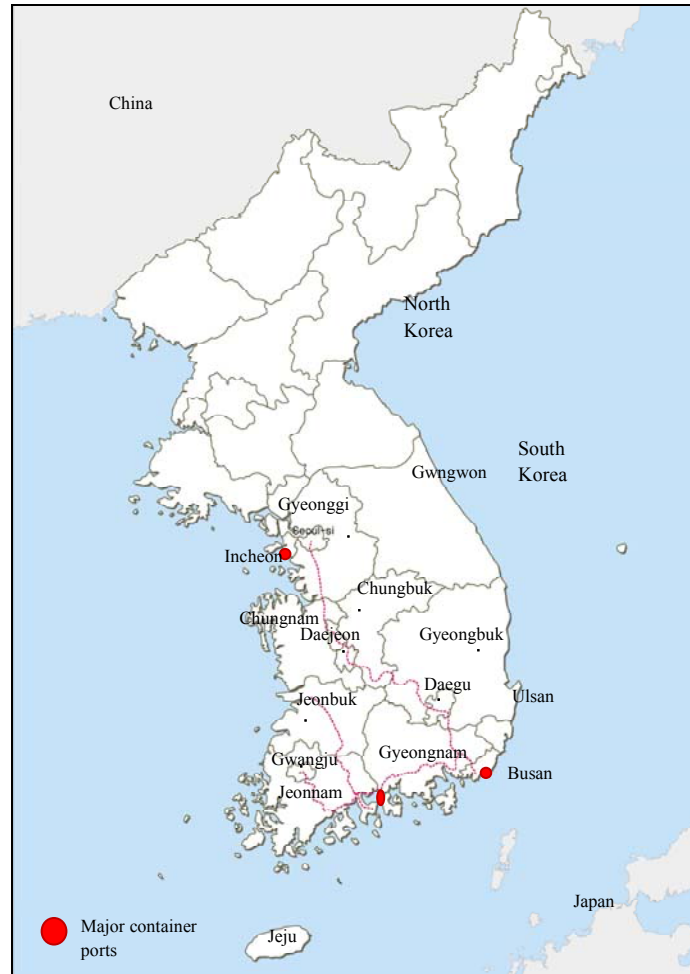 China
North
Korea
South
Korea
Gwngwon
Gyeonggi
Seoul-si
Incheon
Chungbuk
Chungnam
Daejeon
Gyeongbuk
Daegu
Jeonbuk
Ulsan
Gwangju
Gyeongnam
Jeonnam
Busan
Japan
Major container
ports
Jeju